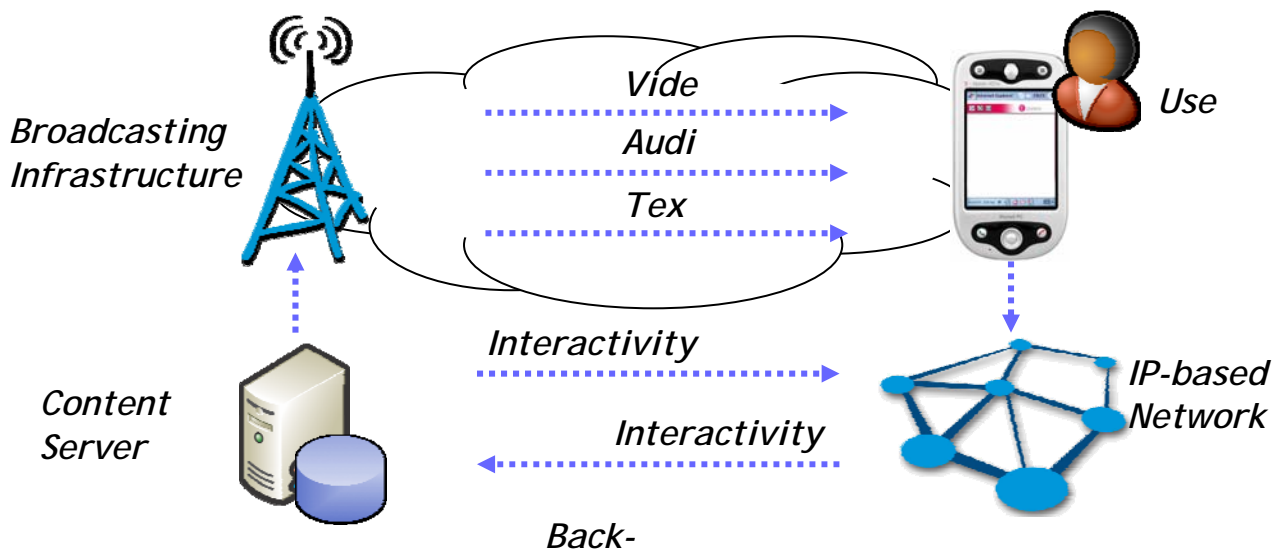 Vide
Audi
Tex
Broadcasting
Infrastructure
Use
Interactivity
Interactivity
Content
Server
IP-based
Network
Back-